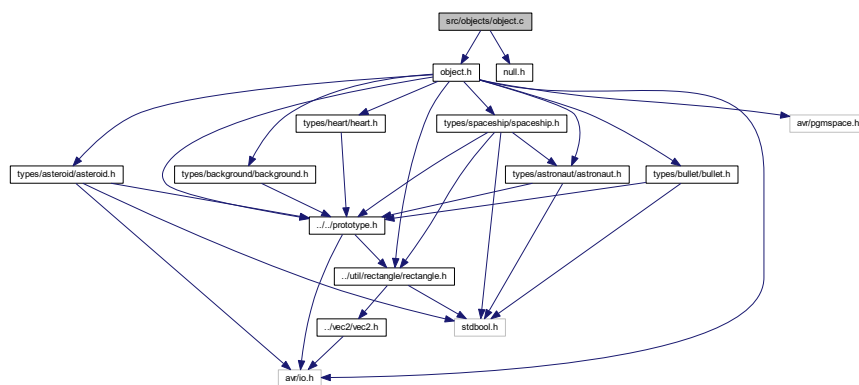 src/objects/object.c
object.h
null.h
types/heart/heart.h
types/spaceship/spaceship.h
avr/pgmspace.h
types/asteroid/asteroid.h
types/background/background.h
types/astronaut/astronaut.h
types/bullet/bullet.h
../../prototype.h
../util/rectangle/rectangle.h
../vec2/vec2.h
stdbool.h
avr/io.h